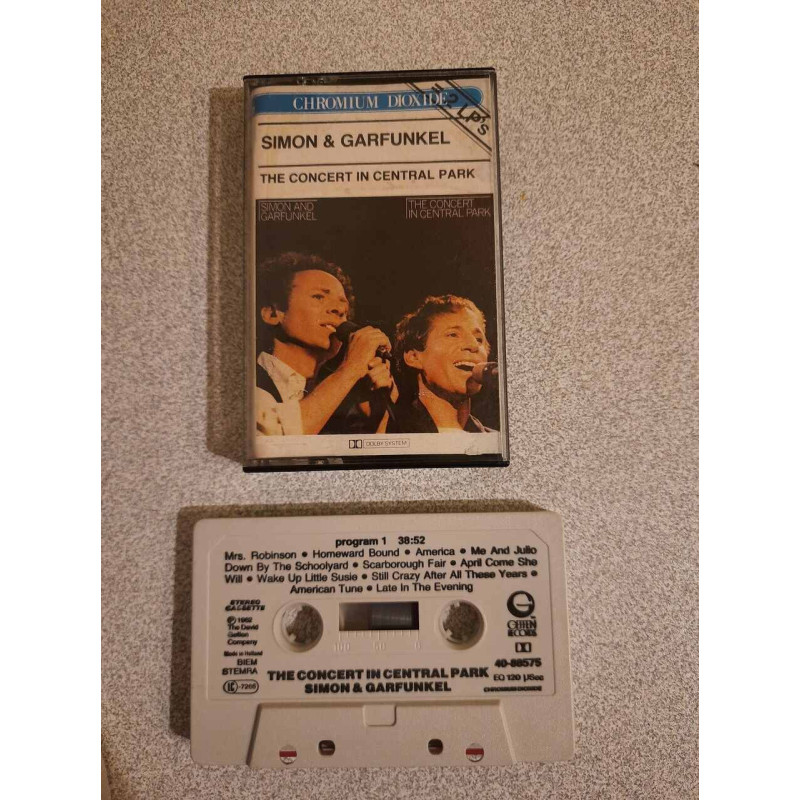 CHROMIUM DIOXIDE
= 2 LP's
SIMON & GARFUNKEL
THE CONCERT IN CENTRAL PARK
SIMON AND
GARFUNKEL
THE CONCERT
IN CENTRAL PARK
DOLBY SYSTEM
program 1 38:52
Mrs. Robinson • Homeward Bound • America • Me And Julio
Down By The Schoolyard • Scarborough Fair • April Come She
Will • Wake Up Little Susie • Still Crazy After All These Years •
American Tune • Late In The Evening
STEREO
CASSETTE
℗ 1982
The David
Geffen
Company
Made in Holland
BIEM
STEMRA
100 50 0
GEFFEN
RECORDS
40-88575
EQ 120 µSec
CHROMIUM DIOXIDE
THE CONCERT IN CENTRAL PARK
SIMON & GARFUNKEL